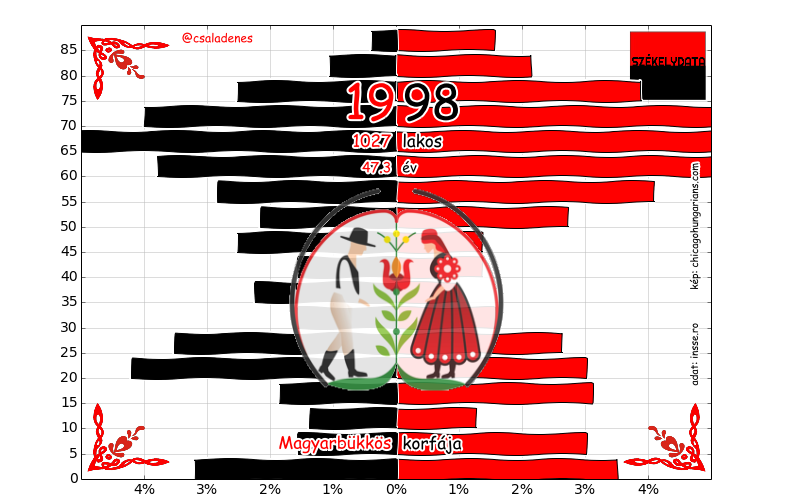 @csaladenes
SZÉKELYDATA
1998
1027 lakos
47.3 év
kép: chicagohungarians.com
adat: insse.ro
Magyarbükkös korfája
85
80
75
70
65
60
55
50
45
40
35
30
25
20
15
10
5
0
4% 3% 2% 1% 0% 1% 2% 3% 4%